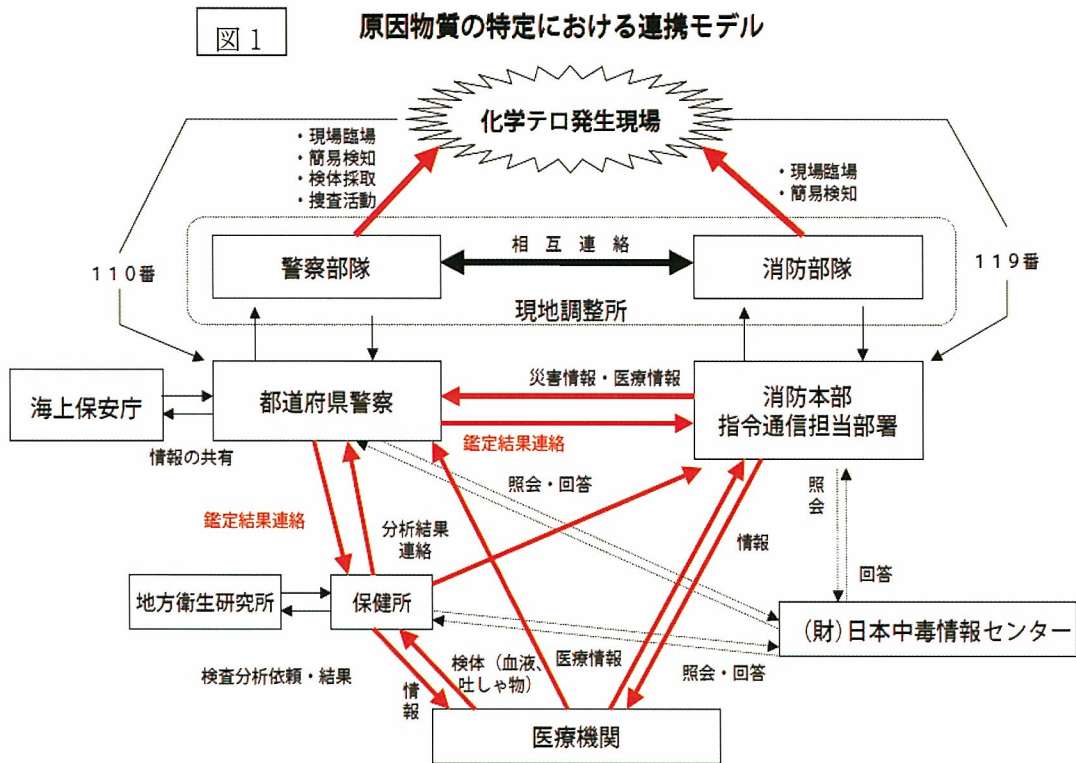 図1
原因物質の特定における連携モデル
化学テロ発生現場
・現場臨場
・簡易検知
・検体採取
・捜査活動
・現場臨場
・簡易検知
110番
警察部隊
相互連絡
消防部隊
119番
現地調整所
海上保安庁
都道府県警察
災害情報・医療情報
鑑定結果連絡
消防本部
指令通信担当部署
情報の共有
照会・回答
照会
鑑定結果連絡
分析結果
連絡
情報
回答
地方衛生研究所
保健所
(財)日本中毒情報センター
検査分析依頼・結果
情報
検体（血液、
吐しゃ物）
医療情報
照会・回答
医療機関